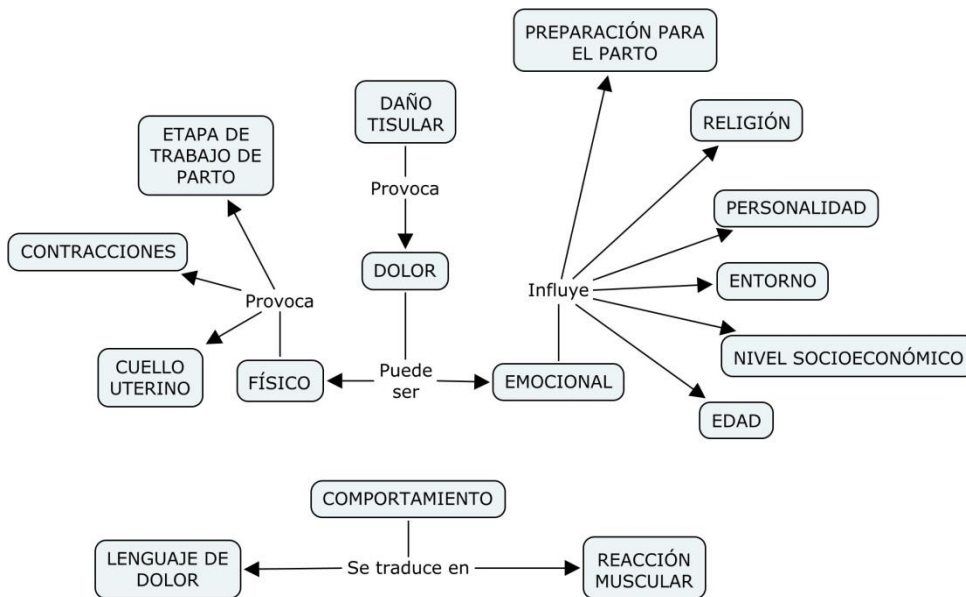 PREPARACIÓN PARA
EL PARTO
DAÑO
TISULAR
RELIGIÓN
ETAPA DE
TRABAJO DE
PARTO
Provoca
PERSONALIDAD
CONTRACCIONES
DOLOR
ENTORNO
Provoca
Influye
NIVEL SOCIOECONÓMICO
CUELLO
UTERINO
FÍSICO
Puede
ser
EMOCIONAL
EDAD
COMPORTAMIENTO
LENGUAJE DE
DOLOR
Se traduce en
REACCIÓN
MUSCULAR